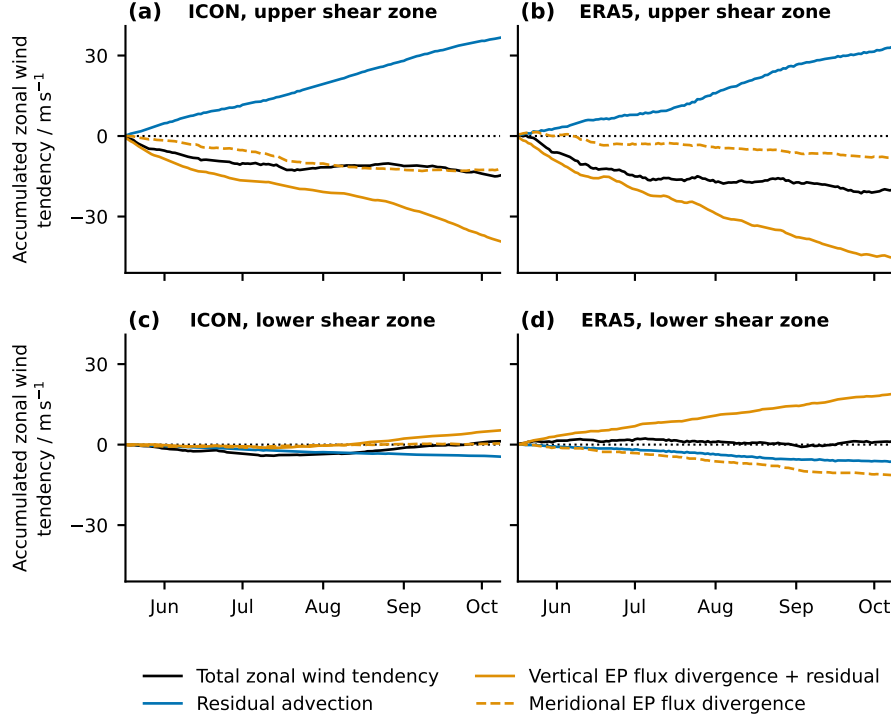 (a) ICON, upper shear zone
(b) ERA5, upper shear zone
Accumulated zonal wind
tendency / m s⁻¹
30
0
−30
(c) ICON, lower shear zone
(d) ERA5, lower shear zone
Accumulated zonal wind
tendency / m s⁻¹
30
0
−30
Jun Jul Aug Sep Oct
Jun Jul Aug Sep Oct
Total zonal wind tendency
Residual advection
Vertical EP flux divergence + residual
Meridional EP flux divergence